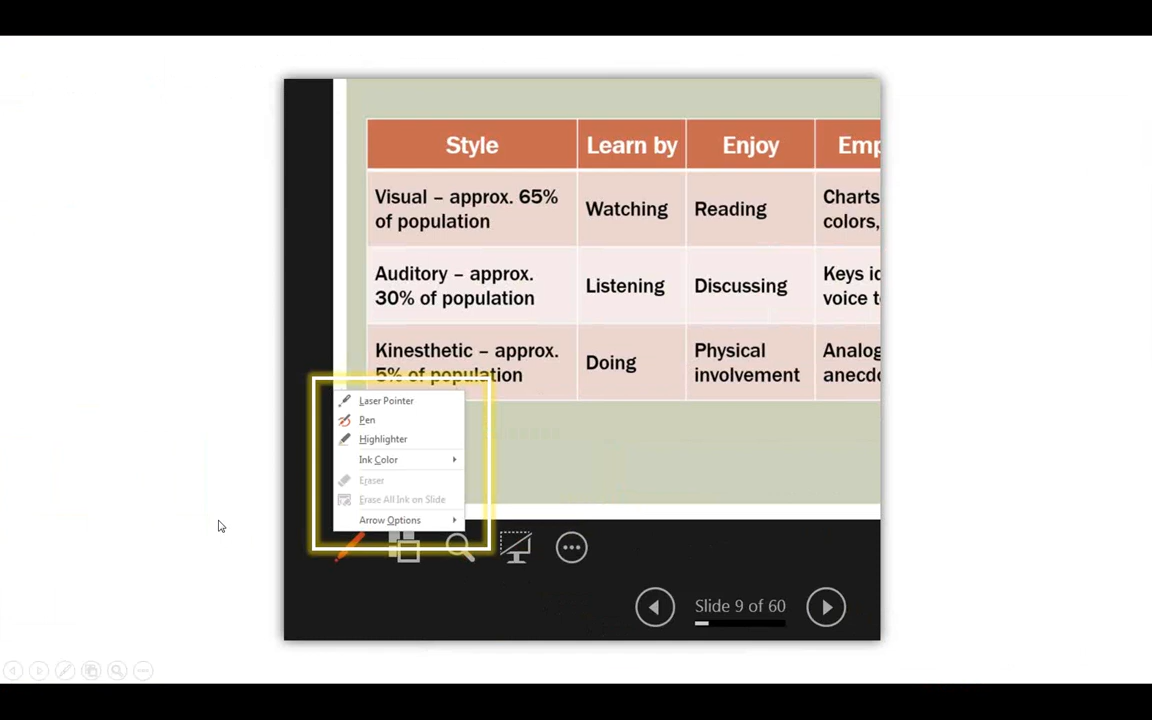 Style Learn by Enjoy Emp
Visual – approx. 65% Watching Reading Charts
of population colors,
Auditory – approx. Listening Discussing Keys i
30% of population voice t
Kinesthetic – approx. Doing Physical Analog
5% of population involvement anecd
Laser Pointer
Pen
Highlighter
Ink Color
Eraser
Erase All Ink on Slide
Arrow Options
Slide 9 of 60